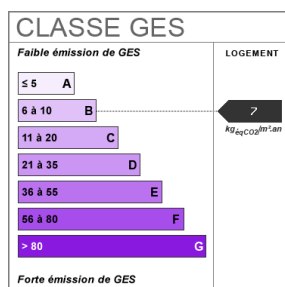 CLASSE GES
Faible émission de GES
LOGEMENT
≤ 5 A
6 à 10 B
7
kgéqCO2/m².an
11 à 20 C
21 à 35 D
36 à 55 E
56 à 80 F
> 80 G
Forte émission de GES